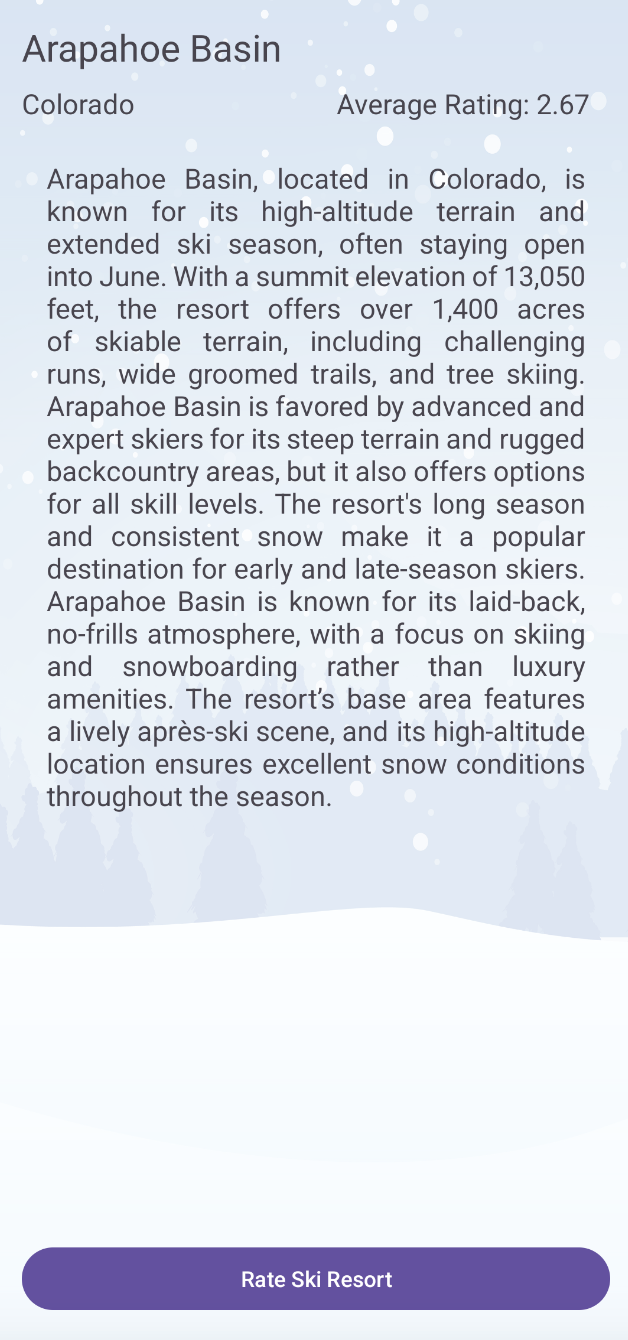 Arapahoe Basin
Colorado
Average Rating: 2.67
Arapahoe Basin, located in Colorado, is
known for its high-altitude terrain and
extended ski season, often staying open
into June. With a summit elevation of 13,050
feet, the resort offers over 1,400 acres
of skiable terrain, including challenging
runs, wide groomed trails, and tree skiing.
Arapahoe Basin is favored by advanced and
expert skiers for its steep terrain and rugged
backcountry areas, but it also offers options
for all skill levels. The resort's long season
and consistent snow make it a popular
destination for early and late-season skiers.
Arapahoe Basin is known for its laid-back,
no-frills atmosphere, with a focus on skiing
and snowboarding rather than luxury
amenities. The resort’s base area features
a lively après-ski scene, and its high-altitude
location ensures excellent snow conditions
throughout the season.
Rate Ski Resort